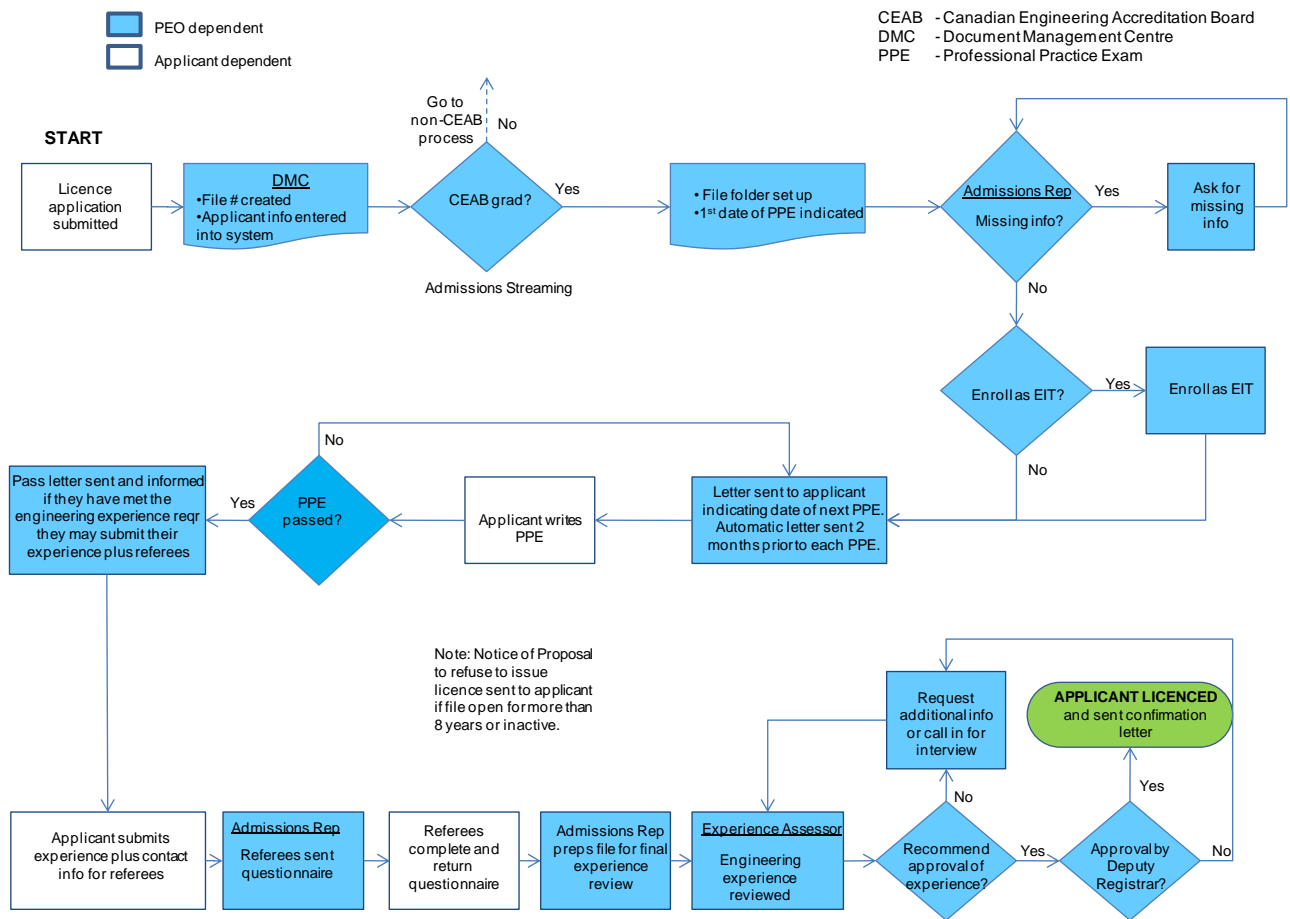 PEO dependent
Applicant dependent
CEAB - Canadian Engineering Accreditation Board
DMC - Document Management Centre
PPE - Professional Practice Exam
START
Licence
application
submitted
DMC
• File # created
• Applicant info entered
into system
Go to
non-CEAB
process
No
CEAB grad?
Yes
Admissions Streaming
• File folder set up
• 1st date of PPE indicated
Admissions Rep
Missing info?
Yes
Ask for
missing
info
No
Enroll as EIT?
Yes
Enroll as EIT
No
Letter sent to applicant
indicating date of next PPE.
Automatic letter sent 2
months prior to each PPE.
Applicant writes
PPE
No
PPE
passed?
Yes
Pass letter sent and informed
if they have met the
engineering experience reqr
they may submit their
experience plus referees
Note: Notice of Proposal
to refuse to issue
licence sent to applicant
if file open for more than
8 years or inactive.
Applicant submits
experience plus contact
info for referees
Admissions Rep
Referees sent
questionnaire
Referees
complete and
return
questionnaire
Admissions Rep
preps file for final
experience
review
Experience Assessor
Engineering
experience
reviewed
Request
additional info
or call in for
interview
No
Recommend
approval of
experience?
Yes
Approval by
Deputy
Registrar?
No
Yes
APPLICANT LICENCED
and sent confirmation
letter